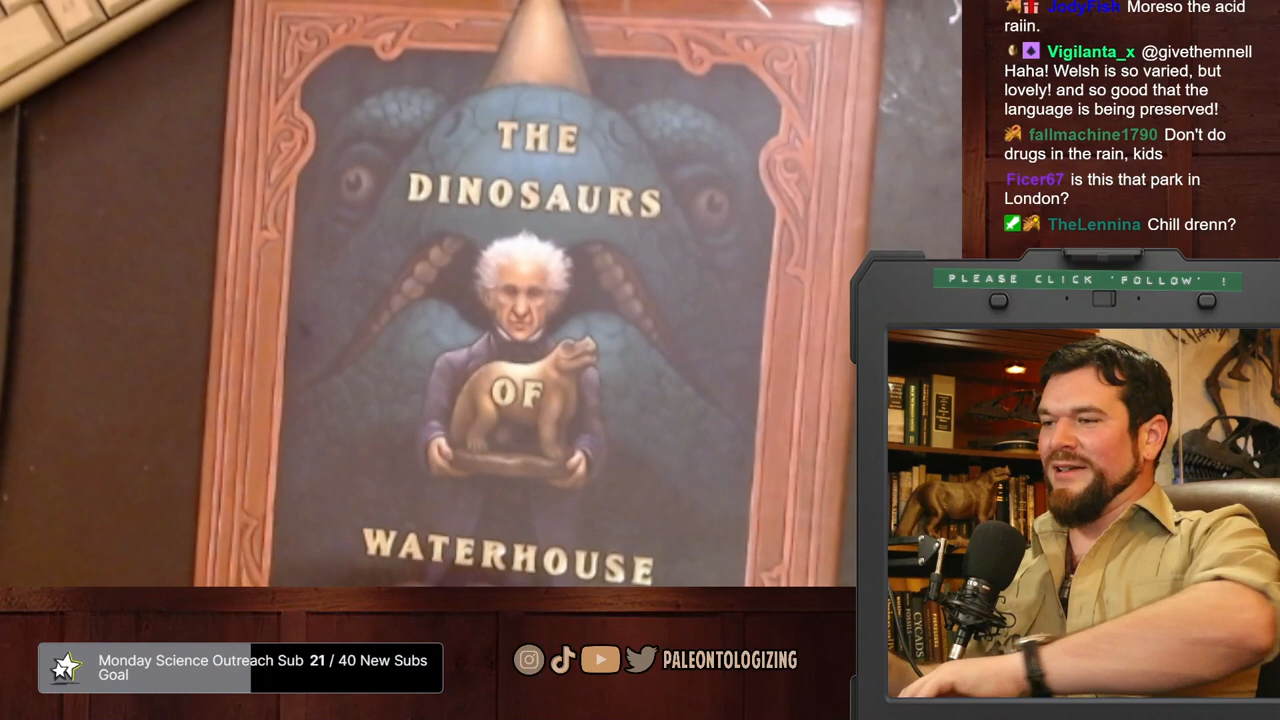 THE
DINOSAURS
OF
WATERHOUSE
JodyFish Moreso the acid
raiin.
Vigilanta_x @givethemnell
Haha! Welsh is so varied, but
lovely! and so good that the
language is being preserved!
fallmachine1790 Don't do
drugs in the rain, kids
Ficer67 is this that park in
London?
TheLennina Chill drenn?
PLEASE CLICK 'FOLLOW' !
CYCADS
Monday Science Outreach Sub 21 / 40 New Subs
Goal
PALEONTOLOGIZING